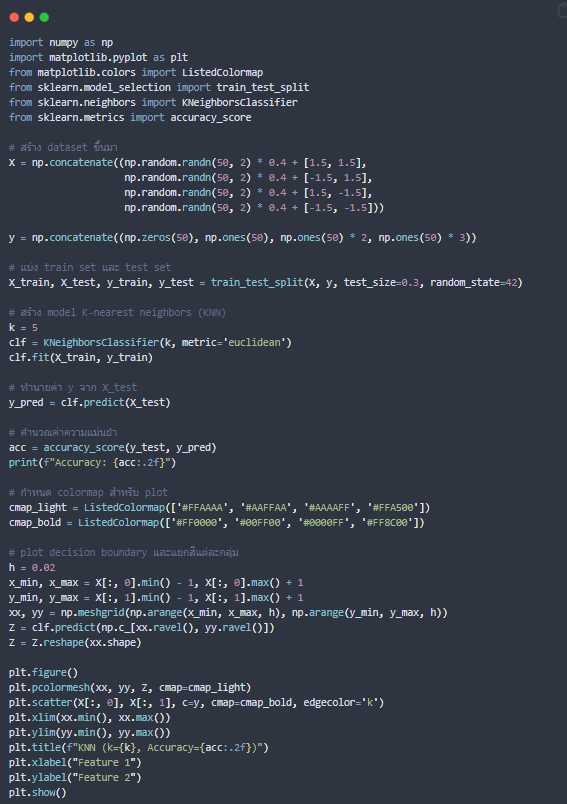 import numpy as np
import matplotlib.pyplot as plt
from matplotlib.colors import ListedColormap
from sklearn.model_selection import train_test_split
from sklearn.neighbors import KNeighborsClassifier
from sklearn.metrics import accuracy_score

# สร้าง dataset ขึ้นมา
X = np.concatenate((np.random.randn(50, 2) * 0.4 + [1.5, 1.5],
                    np.random.randn(50, 2) * 0.4 + [-1.5, 1.5],
                    np.random.randn(50, 2) * 0.4 + [1.5, -1.5],
                    np.random.randn(50, 2) * 0.4 + [-1.5, -1.5]))

y = np.concatenate((np.zeros(50), np.ones(50), np.ones(50) * 2, np.ones(50) * 3))

# แบ่ง train set และ test set
X_train, X_test, y_train, y_test = train_test_split(X, y, test_size=0.3, random_state=42)

# สร้าง model K-nearest neighbors (KNN)
k = 5
clf = KNeighborsClassifier(k, metric='euclidean')
clf.fit(X_train, y_train)

# ทำนายค่า y จาก X_test
y_pred = clf.predict(X_test)

# คำนวณค่าความแม่นยำ
acc = accuracy_score(y_test, y_pred)
print(f"Accuracy: {acc:.2f}")

# กำหนด colormap สำหรับ plot
cmap_light = ListedColormap(['#FFAAAA', '#AAFFAA', '#AAAAFF', '#FFA500'])
cmap_bold = ListedColormap(['#FF0000', '#00FF00', '#0000FF', '#FF8C00'])

# plot decision boundary และแยกสีแต่ละกลุ่ม
h = 0.02
x_min, x_max = X[:, 0].min() - 1, X[:, 0].max() + 1
y_min, y_max = X[:, 1].min() - 1, X[:, 1].max() + 1
xx, yy = np.meshgrid(np.arange(x_min, x_max, h), np.arange(y_min, y_max, h))
Z = clf.predict(np.c_[xx.ravel(), yy.ravel()])
Z = Z.reshape(xx.shape)

plt.figure()
plt.pcolormesh(xx, yy, Z, cmap=cmap_light)
plt.scatter(X[:, 0], X[:, 1], c=y, cmap=cmap_bold, edgecolor='k')
plt.xlim(xx.min(), xx.max())
plt.ylim(yy.min(), yy.max())
plt.title(f"KNN (k={k}, Accuracy={acc:.2f})")
plt.xlabel("Feature 1")
plt.ylabel("Feature 2")
plt.show()